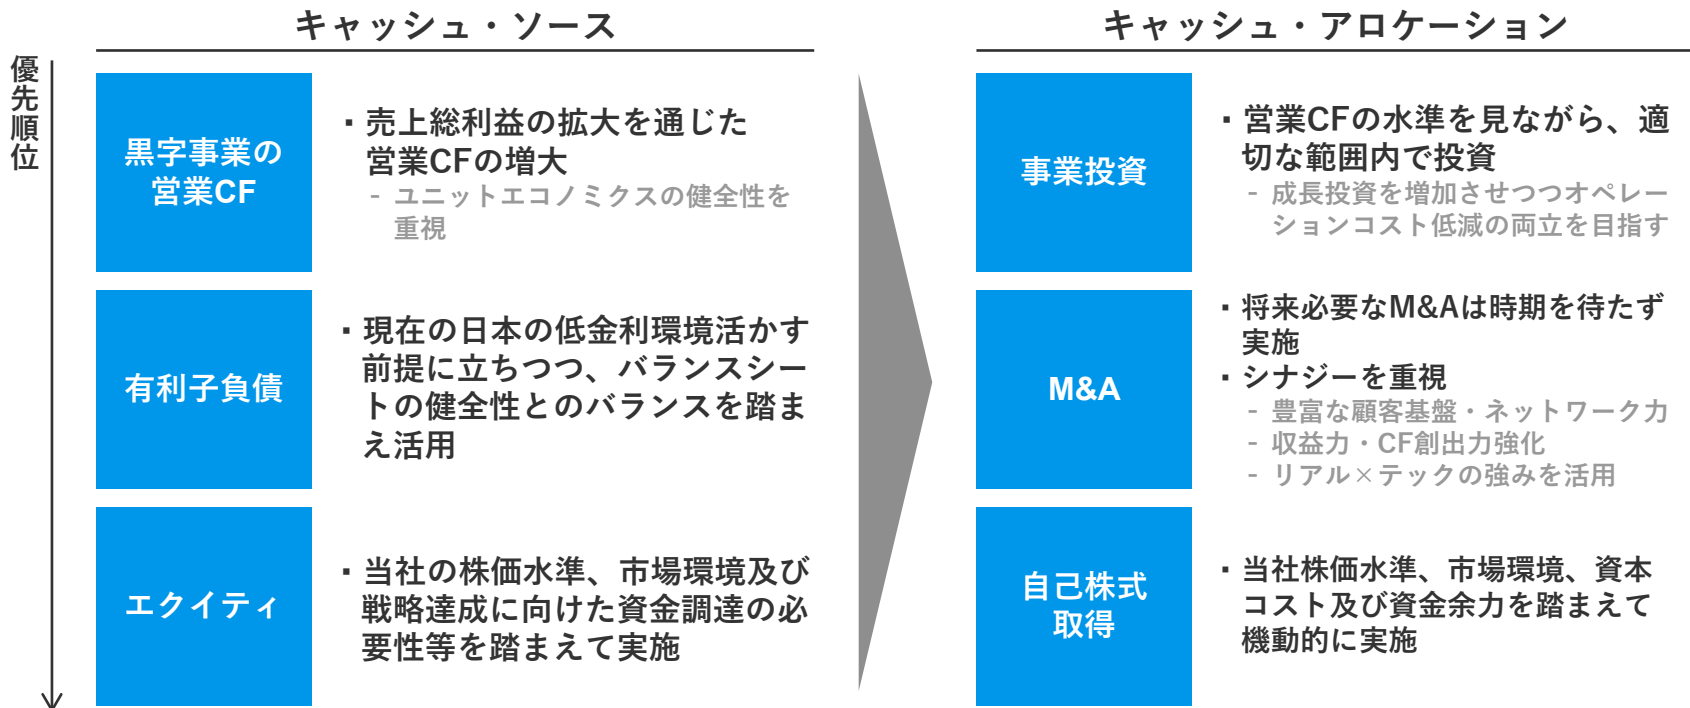 キャッシュ・ソース
優先順位
黒字事業の
営業CF
▪ 売上総利益の拡大を通じた
営業CFの増大
- ユニットエコノミクスの健全性を
重視
有利子負債
▪ 現在の日本の低金利環境活かす
前提に立ちつつ、バランスシー
トの健全性とのバランスを踏ま
え活用
エクイティ
▪ 当社の株価水準、市場環境及び
戦略達成に向けた資金調達の必
要性等を踏まえて実施
キャッシュ・アロケーション
事業投資
▪ 営業CFの水準を見ながら、適
切な範囲内で投資
- 成長投資を増加させつつオペレー
ションコスト低減の両立を目指す
M&A
▪ 将来必要なM&Aは時期を待たず
実施
▪ シナジーを重視
- 豊富な顧客基盤・ネットワーク力
- 収益力・CF創出力強化
- リアル×テックの強みを活用
自己株式
取得
▪ 当社株価水準、市場環境、資本
コスト及び資金余力を踏まえて
機動的に実施